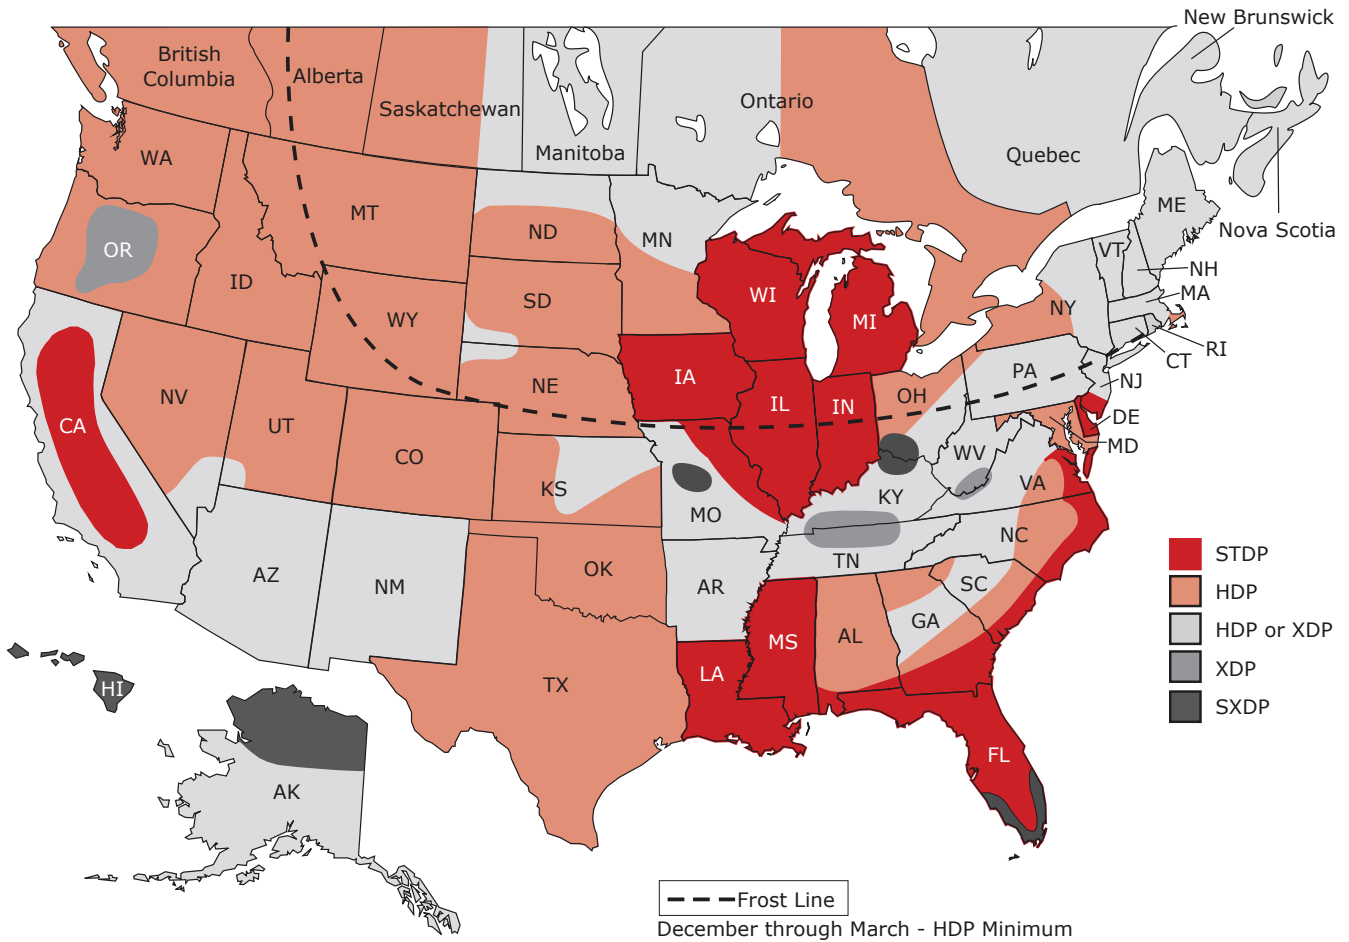 New Brunswick
British
Columbia
Alberta
Saskatchewan
Manitoba
Ontario
Quebec
Nova Scotia
WA
MT
ND
MN
ME
VT
NH
MA
OR
ID
WY
SD
WI
MI
NY
RI
CT
NV
UT
NE
IA
IL
IN
OH
PA
NJ
DE
MD
CA
CO
KS
MO
KY
WV
VA
AZ
NM
OK
AR
TN
NC
SC
MS
AL
GA
HI
TX
LA
FL
AK
STDP
HDP
HDP or XDP
XDP
SXDP
Frost Line
December through March - HDP Minimum